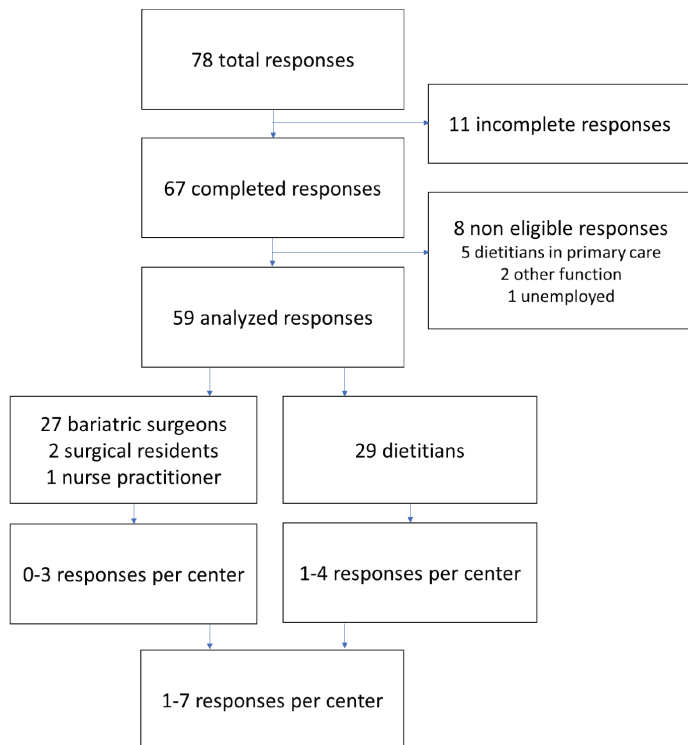 78 total responses
11 incomplete responses
67 completed responses
8 non eligible responses
5 dietitians in primary care
2 other function
1 unemployed
59 analyzed responses
27 bariatric surgeons
2 surgical residents
1 nurse practitioner
29 dietitians
0-3 responses per center
1-4 responses per center
1-7 responses per center